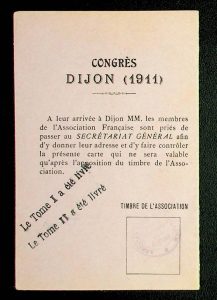 CONGRÈS
DIJON (1911)
A leur arrivée à Dijon MM. les membres
de l'Association Française sont priés de
passer au SECRÉTARIAT GÉNÉRAL afin
d'y donner leur adresse et d'y faire contrôler
la présente carte qui ne sera valable
qu'après l'apposition du timbre de l'Asso-
ciation.
Le Tome I a été livré
Le Tome II a été livré
TIMBRE DE L'ASSOCIATION